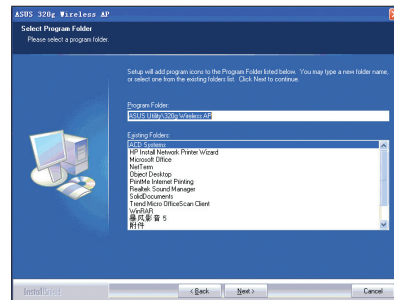 ASUS 320g Wireless AP
Select Program Folder
Please select a program folder.
Setup will add program icons to the Program Folder listed below. You may type a new folder name,
or select one from the existing folders list. Click Next to continue.
Program Folder:
ASUS Utility\320g Wireless AP
Existing Folders:
ACD Systems
HP Install Network Printer Wizard
Microsoft Office
NetTerm
Object Desktop
PrintMe Internet Printing
Realtek Sound Manager
SolidDocuments
Trend Micro OfficeScan Client
WinRAR
暴风影音 5
附件
InstallShield
< Back
Next >
Cancel